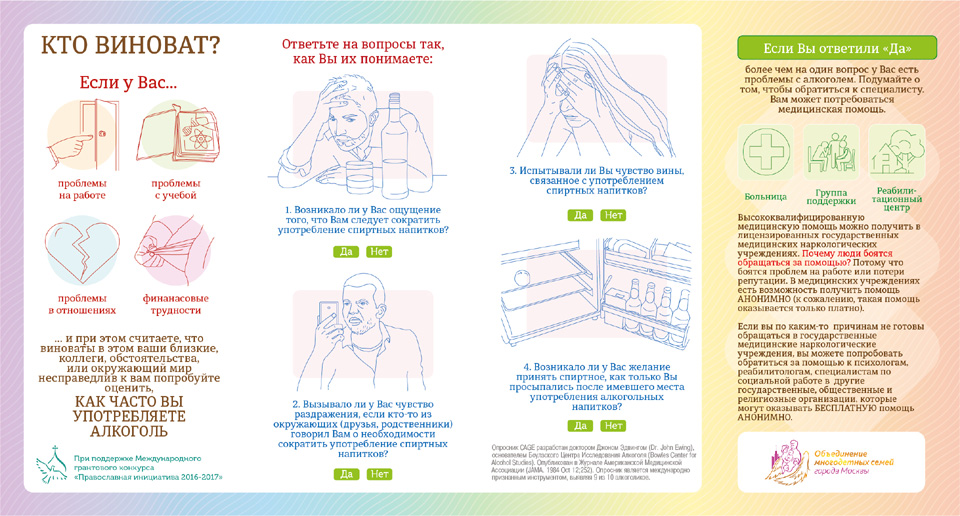 КТО ВИНОВАТ?
Если у Вас...
проблемы
на работе
проблемы
с учебой
проблемы
в отношениях
финанасовые
трудности
... и при этом считаете, что
виноваты в этом ваши близкие,
коллеги, обстоятельства,
или окружающий мир
несправедлив к вам попробуйте
оценить,
КАК ЧАСТО ВЫ
УПОТРЕБЛЯЕТЕ
АЛКОГОЛЬ
При поддержке Международного
грантового конкурса
«Православная инициатива 2016-2017»
Ответьте на вопросы так,
как Вы их понимаете:
1. Возникало ли у Вас ощущение
того, что Вам следует сократить
употребление спиртных напитков?
Да Нет
2. Вызывало ли у Вас чувство
раздражения, если кто-то из
окружающих (друзья, родственники)
говорил Вам о необходимости
сократить употребление спиртных
напитков?
Да Нет
3. Испытывали ли Вы чувство вины,
связанное с употреблением
спиртных напитков?
Да Нет
4. Возникало ли у Вас желание
принять спиртное, как только Вы
просыпались после имевшего места
употребления алкогольных
напитков?
Да Нет
Опросник CAGE разработан доктором Джоном Эдвингом (Dr. John Ewing),
основателем Боулзского Центра Исследования Алкоголя (Bowles Center for
Alcohol Studies). Опубликован в Журнале Американской Медицинской
Ассоциации (JAMA. 1984 Oct 12;252). Опросник является международно
признанным инструментом, выявляя 9 из 10 алкоголиков.
Если Вы ответили «Да»
более чем на один вопрос у Вас есть
проблемы с алкоголем. Подумайте о
том, чтобы обратиться к специалисту.
Вам может потребоваться
медицинская помощь.
Больница
Группа
поддержки
Реабили-
тационный
центр
Высококвалифицированную
медицинскую помощь можно получить в
лицензированных государственных
медицинских наркологических
учреждениях. Почему люди боятся
обращаться за помощью? Потому что
боятся проблем на работе или потери
репутации. В медицинских учреждениях
есть возможность получить помощь
АНОНИМНО (к сожалению, такая помощь
оказывается только платно).
Если вы по каким-то причинам не готовы
обращаться в государственные
медицинские наркологические
учреждения, вы можете попробовать
обратиться за помощью к психологам,
реабилитологам, специалистам по
социальной работе в другие
государственные, общественные и
религиозные организации, которые
могут оказывать БЕСПЛАТНУЮ помощь
АНОНИМНО.
Объединение
многодетных семей
города Москвы